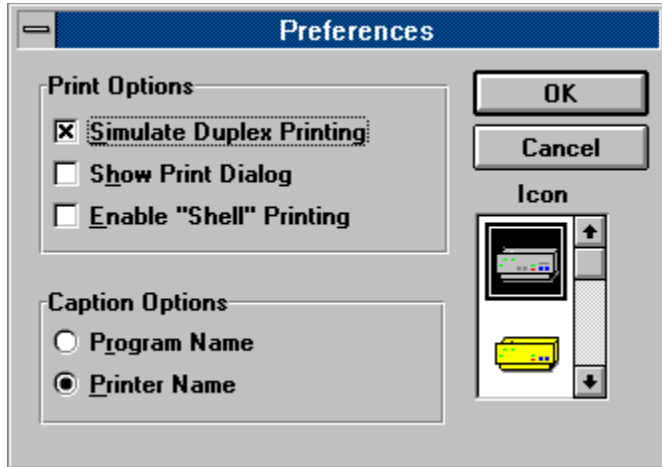 Preferences
Print Options
Simulate Duplex Printing
Show Print Dialog
Enable "Shell" Printing
Caption Options
Program Name
Printer Name
OK
Cancel
Icon